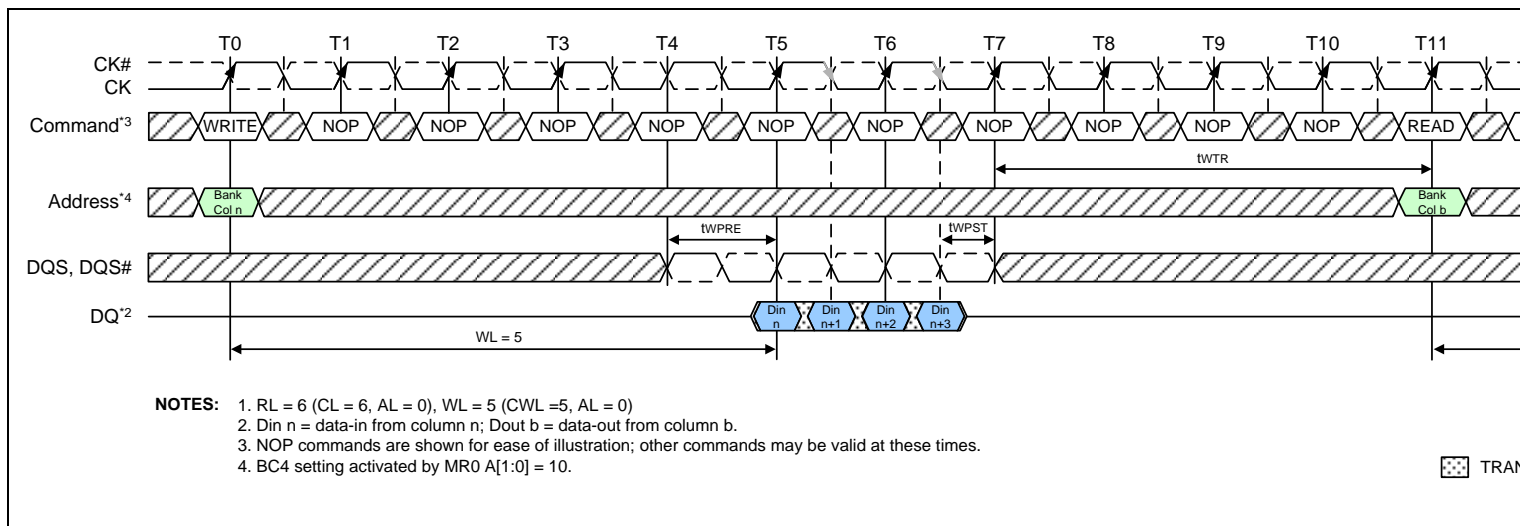 T0 T1 T2 T3 T4 T5 T6 T7 T8 T9 T10 T11
CK#
CK
Command*3 WRITE NOP NOP NOP NOP NOP NOP NOP NOP NOP NOP READ
tWTR
Address*4 Bank Col n Bank Col b
tWPRE tWPST
DQS, DQS#
DQ*2 Din n Din n+1 Din n+2 Din n+3
WL = 5
NOTES: 1. RL = 6 (CL = 6, AL = 0), WL = 5 (CWL =5, AL = 0)
2. Din n = data-in from column n; Dout b = data-out from column b.
3. NOP commands are shown for ease of illustration; other commands may be valid at these times.
4. BC4 setting activated by MR0 A[1:0] = 10.
TRAN